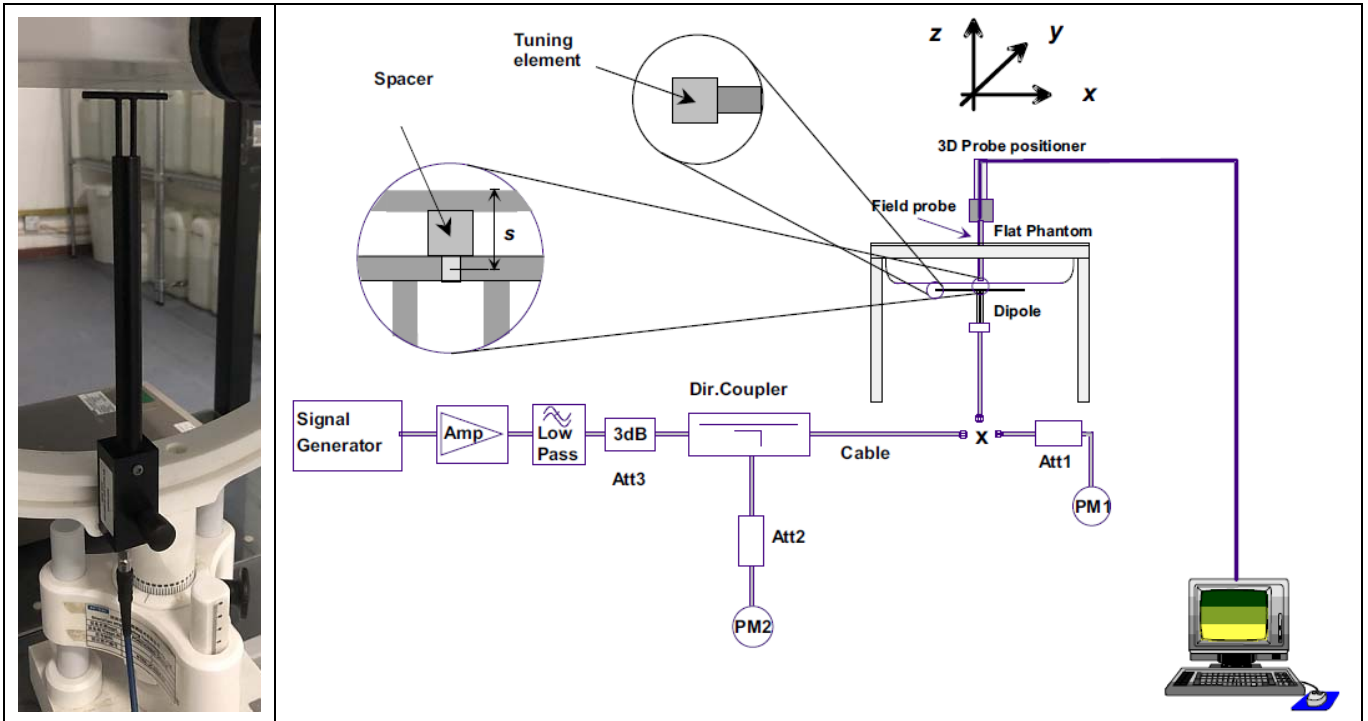 Tuning
element
Spacer
s
z
y
x
3D Probe positioner
Field probe
Flat Phantom
Dipole
Dir.Coupler
Signal
Generator
Amp
Low
Pass
3dB
Att3
Cable
x
Att1
PM1
Att2
PM2